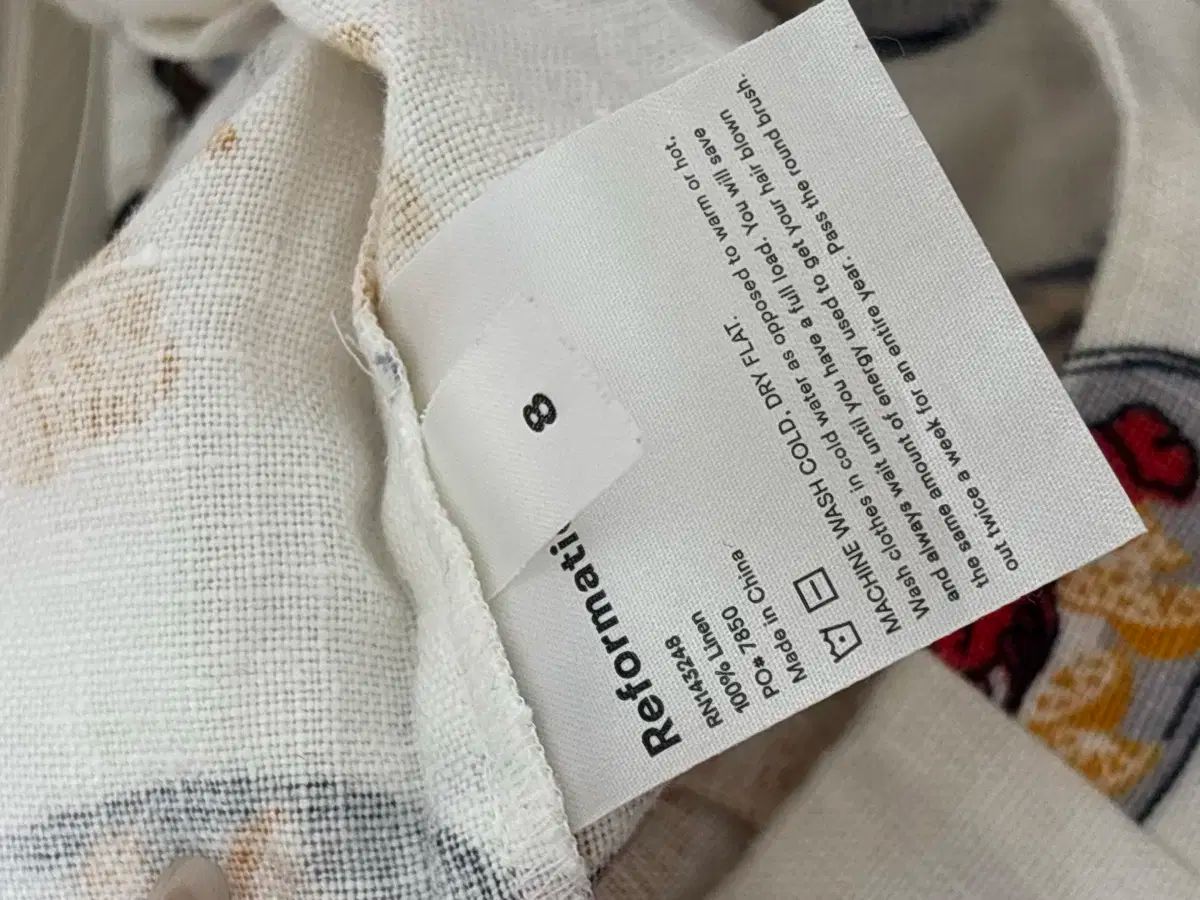 8
Reformati
RN143248
100% Linen
PO# 7850
Made in China
MACHINE WASH COLD, DRY FLAT.
Wash clothes in cold water as opposed to warm or hot,
and always wait until you have a full load. You will save
the same amount of energy used to get your hair blown
out twice a week for an entire year. Pass the round brush.